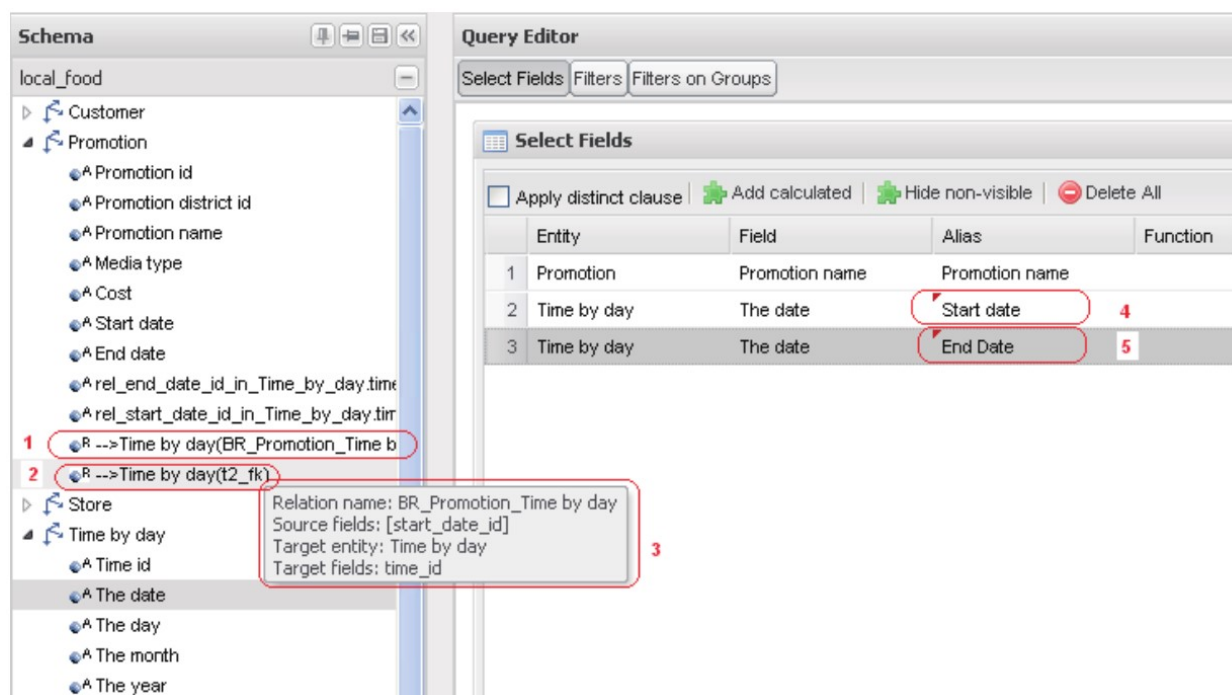 Schema
local_food
Customer
Promotion
A Promotion id
A Promotion district id
A Promotion name
A Media type
A Cost
A Start date
A End date
A rel_end_date_id_in_Time_by_day.time
A rel_start_date_id_in_Time_by_day.tim
1 R -->Time by day(BR_Promotion_Time b
2 R -->Time by day(t2_fk)
Store
Time by day
A Time id
A The date
A The day
A The month
A The year
Relation name: BR_Promotion_Time by day
Source fields: [start_date_id]
Target entity: Time by day
Target fields: time_id
3
Query Editor
Select Fields Filters Filters on Groups
Select Fields
Apply distinct clause Add calculated Hide non-visible Delete All
Entity Field Alias Function
1 Promotion Promotion name Promotion name
2 Time by day The date Start date 4
3 Time by day The date End Date 5